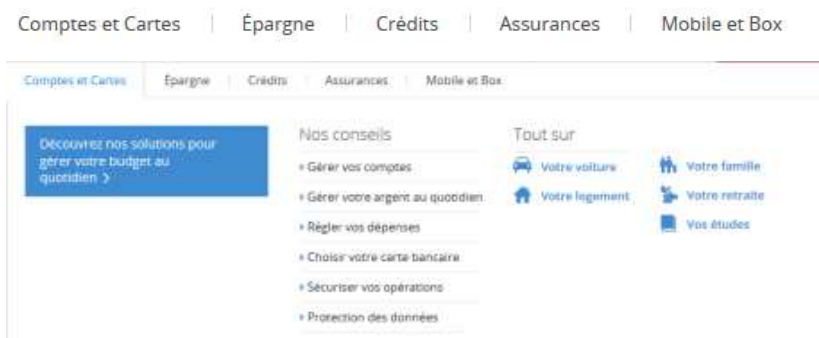 Comptes et Cartes | Épargne | Crédits | Assurances | Mobile et Box
Comptes et Cartes Épargne Crédits Assurances Mobile et Box
Découvrez nos solutions pour
gérer votre budget au
quotidien >
Nos conseils
Gérer vos comptes
Gérer votre argent au quotidien
Régler vos dépenses
Choisir votre carte bancaire
Sécuriser vos opérations
Protection des données
Tout sur
Votre voiture
Votre logement
Votre famille
Votre retraite
Vos études